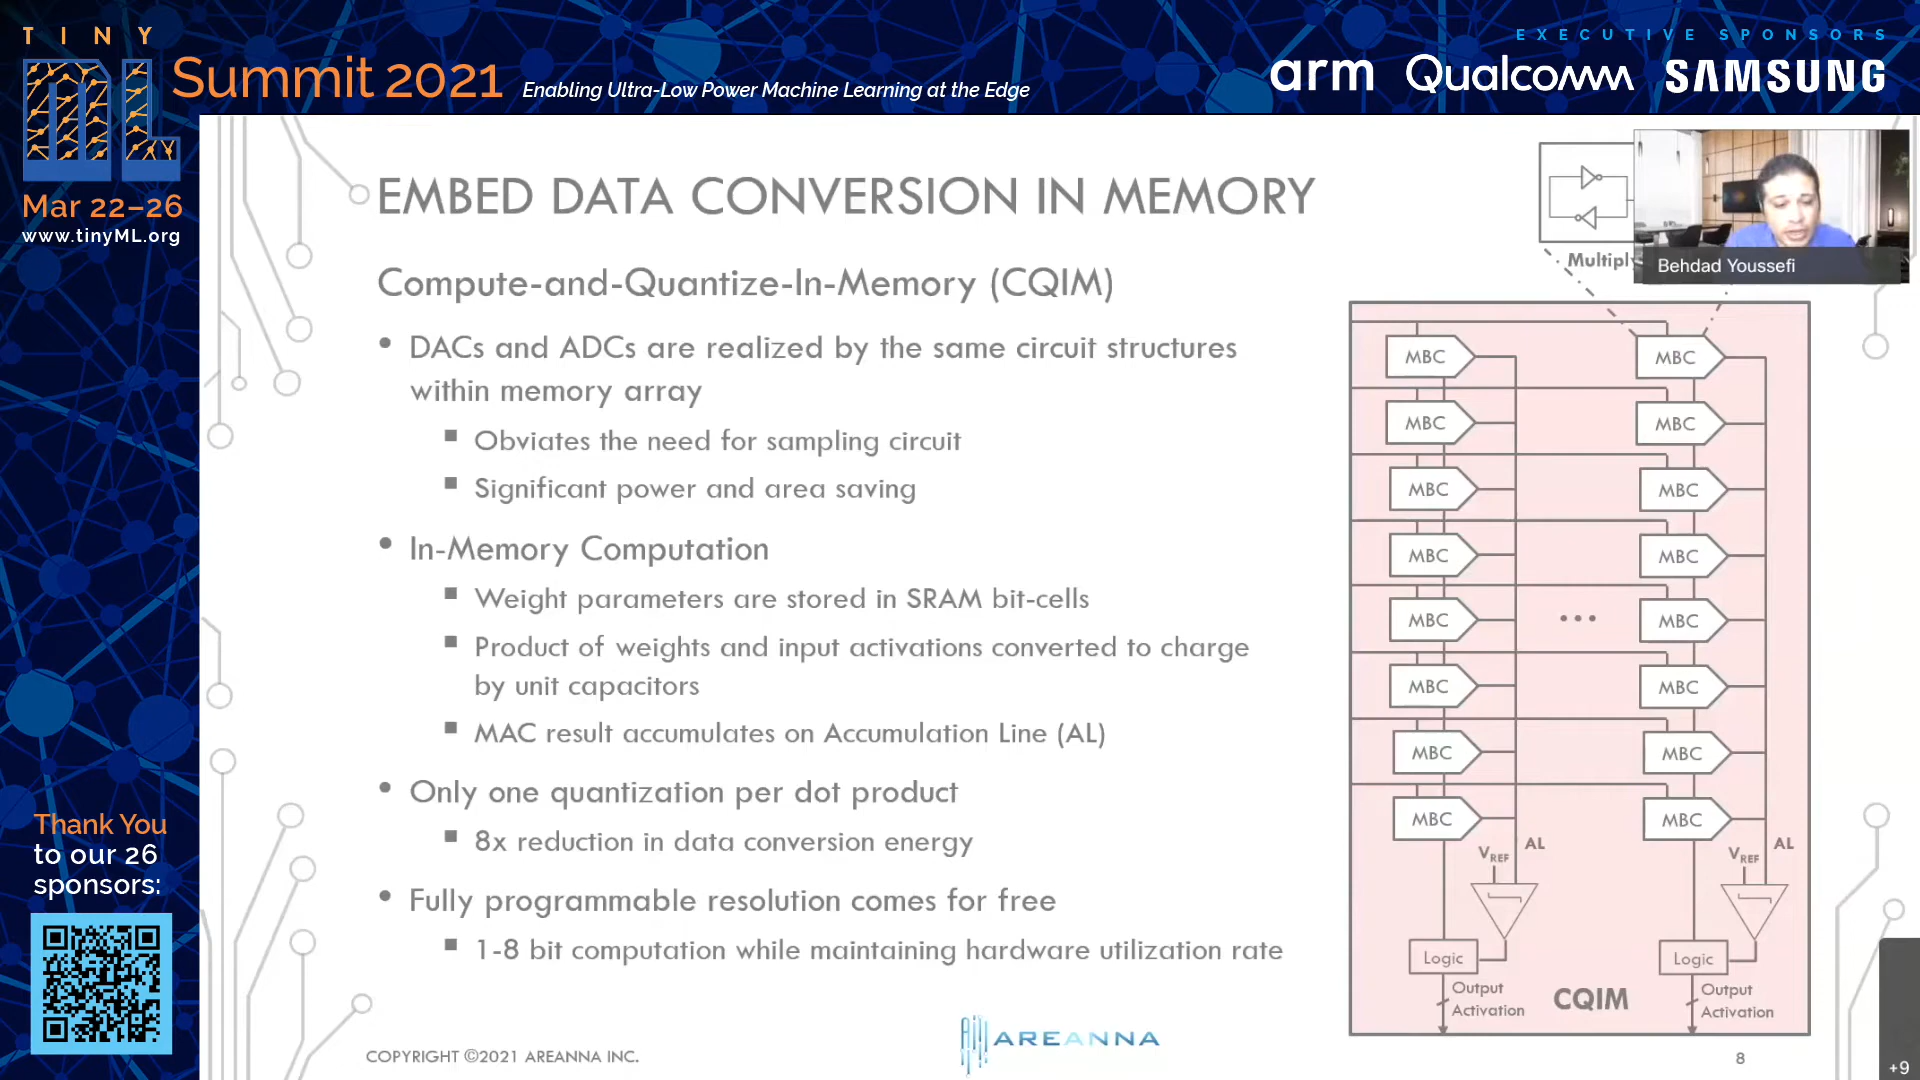 TINY
ML
Summit 2021
Enabling Ultra-Low Power Machine Learning at the Edge
EXECUTIVE SPONSORS
arm
Qualcomm
SAMSUNG
Mar 22–26
www.tinyML.org
Thank You
to our 26
sponsors:
EMBED DATA CONVERSION IN MEMORY
Compute-and-Quantize-In-Memory (CQIM)
• DACs and ADCs are realized by the same circuit structures
within memory array
▪ Obviates the need for sampling circuit
▪ Significant power and area saving
• In-Memory Computation
▪ Weight parameters are stored in SRAM bit-cells
▪ Product of weights and input activations converted to charge
by unit capacitors
▪ MAC result accumulates on Accumulation Line (AL)
• Only one quantization per dot product
▪ 8x reduction in data conversion energy
• Fully programmable resolution comes for free
▪ 1-8 bit computation while maintaining hardware utilization rate
Behdad Youssefi
MBC MBC
MBC MBC
MBC MBC
MBC MBC
MBC ... MBC
MBC MBC
MBC MBC
MBC MBC
VREF AL VREF AL
Logic Logic
Output Activation
Output Activation
CQIM
COPYRIGHT ©2021 AREANNA INC.
AREANNA
8
+9